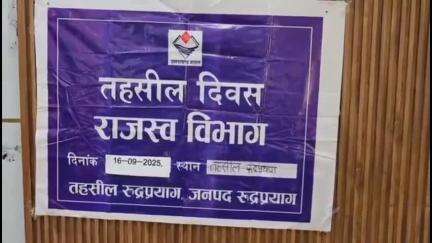 उत्तराखण्ड शासन
तहसील दिवस
राजस्व विभाग
दिनांक 16-09-2025, स्थान तहसील रुद्रप्रयाग
तहसील रुद्रप्रयाग, जनपद रुद्रप्रयाग